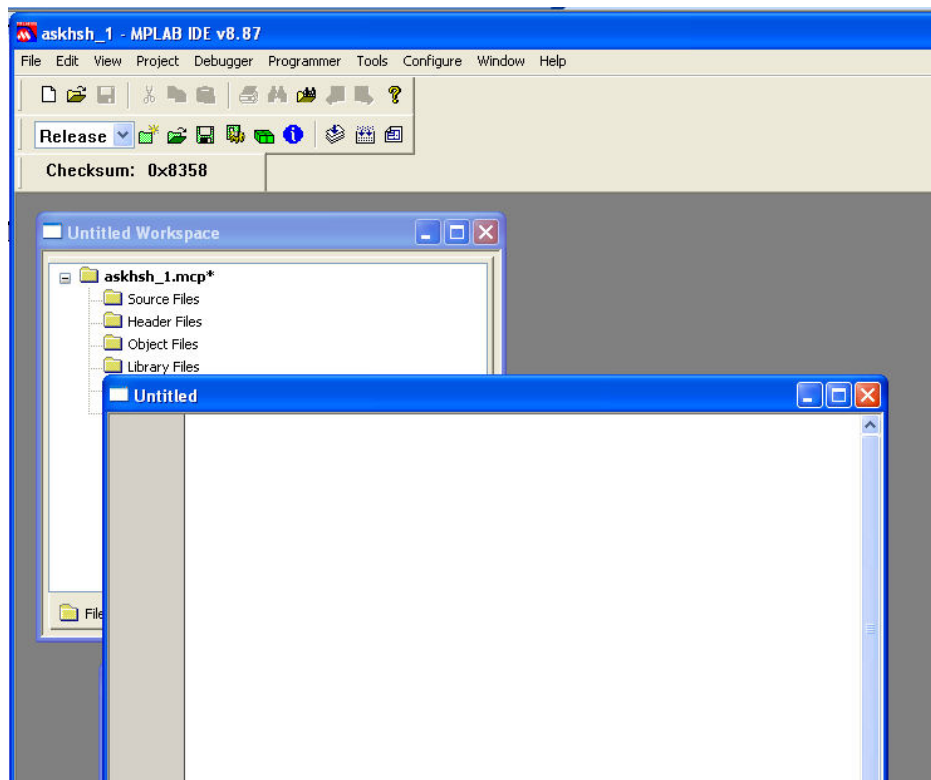 askhsh_1 - MPLAB IDE v8.87
File Edit View Project Debugger Programmer Tools Configure Window Help
Release
Checksum: 0x8358
Untitled Workspace
askhsh_1.mcp*
Source Files
Header Files
Object Files
Library Files
Untitled
File